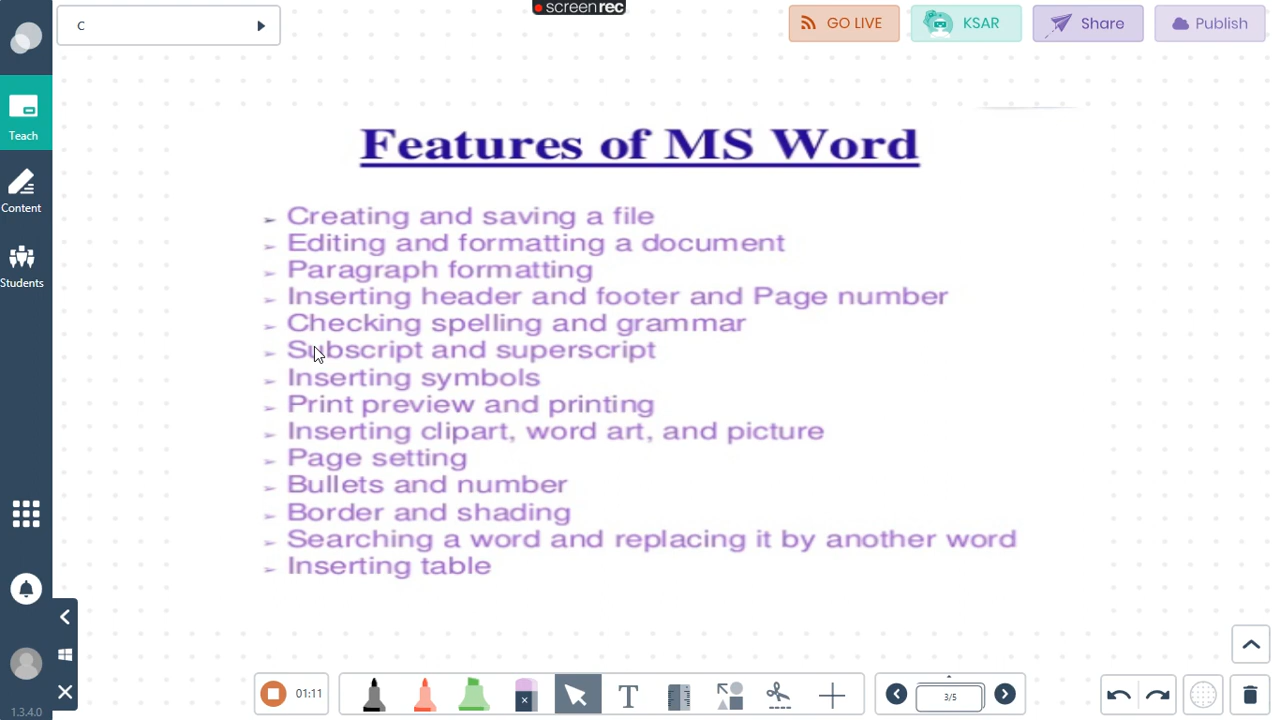 screenrec
C
GO LIVE
KSAR
Share
Publish
Teach
Content
Students
Features of MS Word
➢ Creating and saving a file
➢ Editing and formatting a document
➢ Paragraph formatting
➢ Inserting header and footer and Page number
➢ Checking spelling and grammar
➢ Subscript and superscript
➢ Inserting symbols
➢ Print preview and printing
➢ Inserting clipart, word art, and picture
➢ Page setting
➢ Bullets and number
➢ Border and shading
➢ Searching a word and replacing it by another word
➢ Inserting table
01:11
T
3/5
1.3.4.0